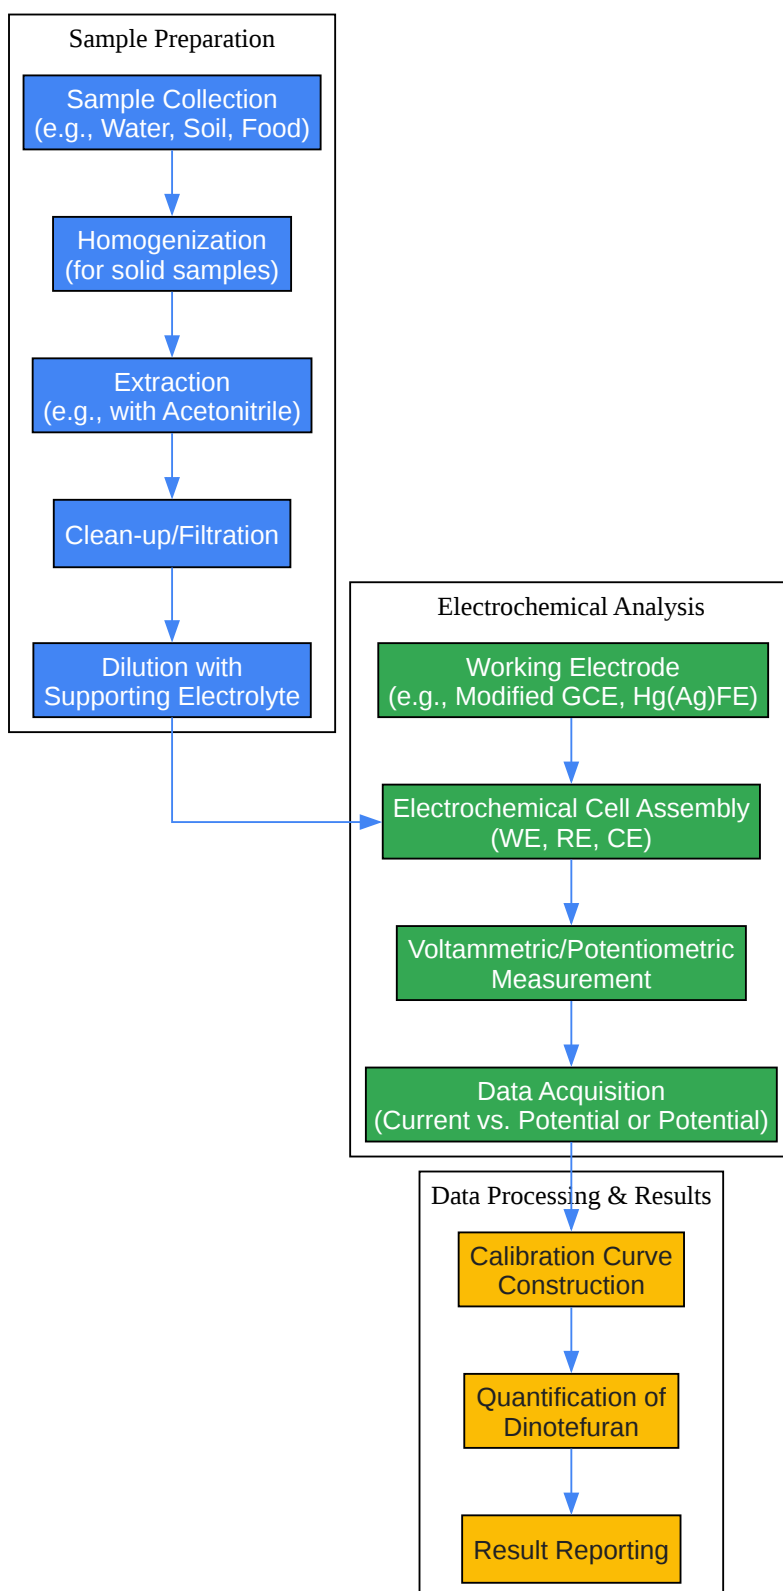 Sample Preparation
Sample Collection
(e.g., Water, Soil, Food)
Homogenization
(for solid samples)
Extraction
(e.g., with Acetonitrile)
Clean-up/Filtration
Dilution with
Supporting Electrolyte
Electrochemical Analysis
Working Electrode
(e.g., Modified GCE, Hg(Ag)FE)
Electrochemical Cell Assembly
(WE, RE, CE)
Voltammetric/Potentiometric
Measurement
Data Acquisition
(Current vs. Potential or Potential)
Data Processing & Results
Calibration Curve
Construction
Quantification of
Dinotefuran
Result Reporting